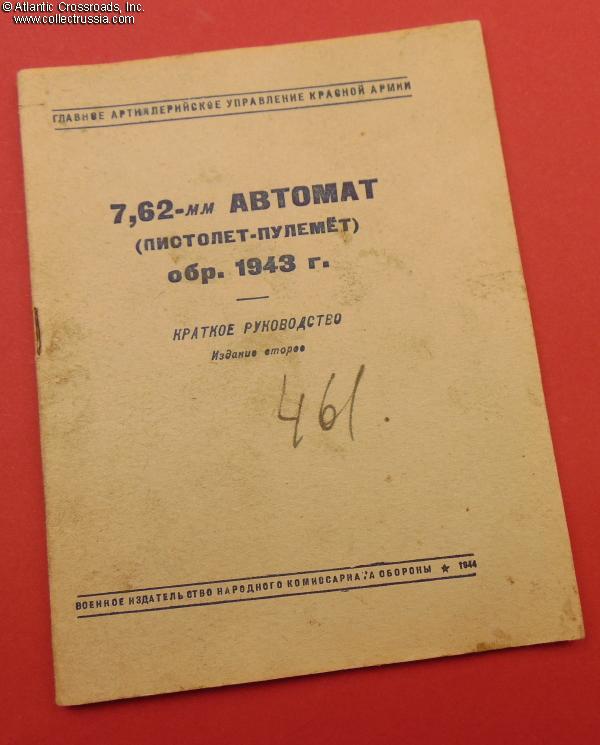 © Atlantic Crossroads, Inc.
www.collectrussia.com
ГЛАВНОЕ АРТИЛЛЕРИЙСКОЕ УПРАВЛЕНИЕ КРАСНОЙ АРМИИ
7,62-мм АВТОМАТ
(ПИСТОЛЕТ-ПУЛЕМЁТ)
обр. 1943 г.
КРАТКОЕ РУКОВОДСТВО
Издание второе
461.
ВОЕННОЕ ИЗДАТЕЛЬСТВО НАРОДНОГО КОМИССАРИАТА ОБОРОНЫ ★ 1944